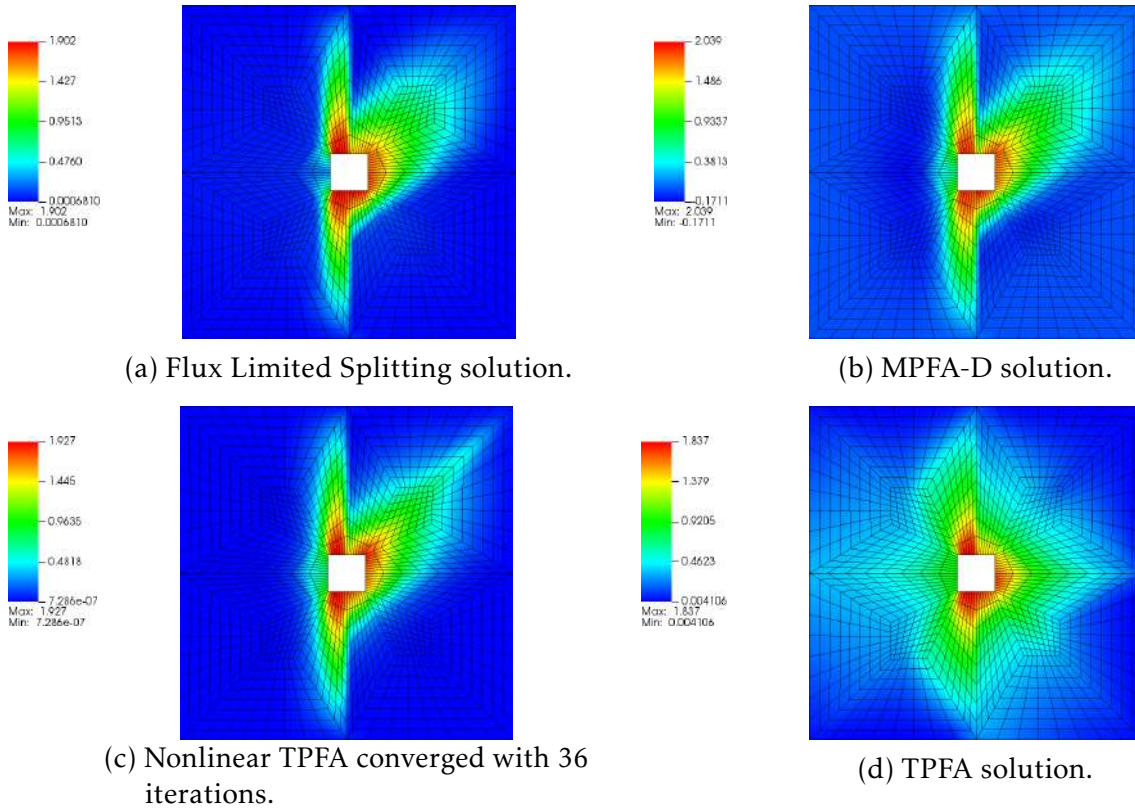 1.902
1.427
0.9513
0.4760
0.0006810
Max: 1.902
Min: 0.0006810
(a) Flux Limited Splitting solution.
2.039
1.486
0.9337
0.3813
-0.1711
Max: 2.039
Min: -0.1711
(b) MPFA-D solution.
1.927
1.445
0.9635
0.4818
7.286e-07
Max: 1.927
Min: 7.286e-07
(c) Nonlinear TPFA converged with 36
iterations.
1.837
1.379
0.9205
0.4623
0.004106
Max: 1.837
Min: 0.004106
(d) TPFA solution.